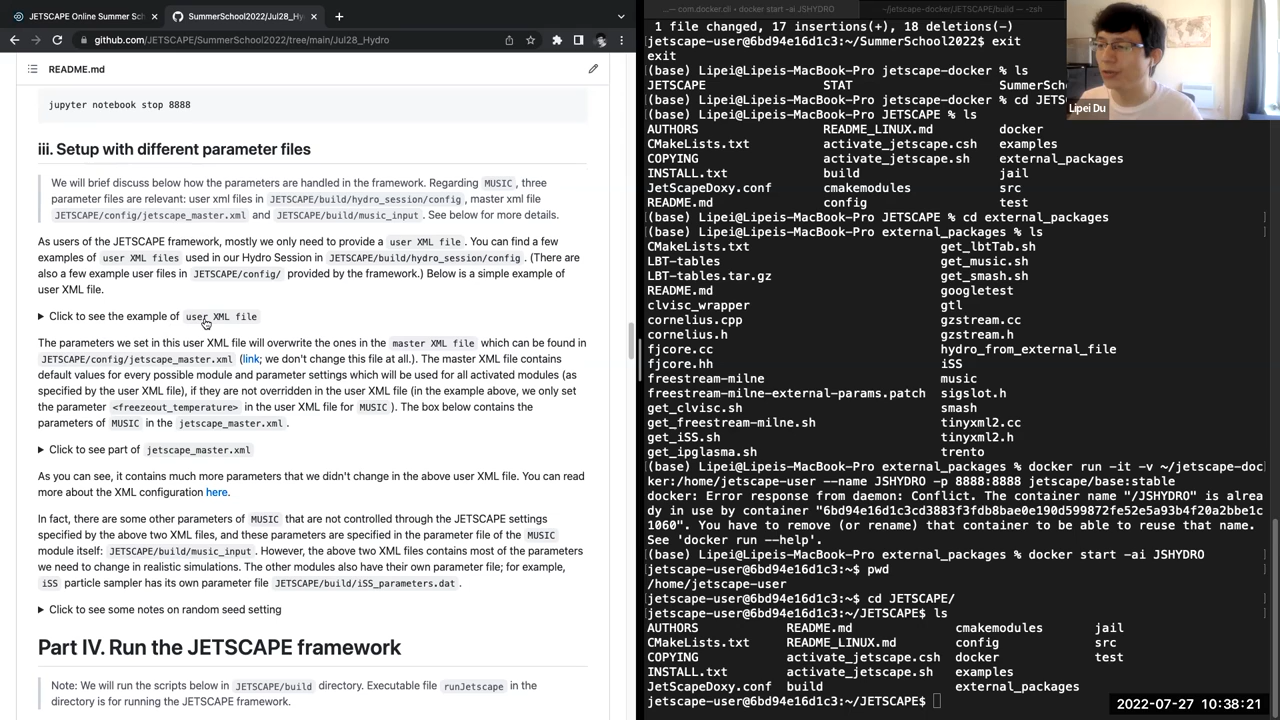 JETSCAPE Online Summer Sch
SummerSchool2022/Jul28_Hydro
github.com/JETSCAPE/SummerSchool2022/tree/main/Jul28_Hydro
README.md
jupyter notebook stop 8888
iii. Setup with different parameter files
We will brief discuss below how the parameters are handled in the framework. Regarding MUSIC, three
parameter files are relevant: user xml files in JETSCAPE/build/hydro_session/config, master xml file
JETSCAPE/config/jetscape_master.xml and JETSCAPE/build/music_input. See below for more details.
As users of the JETSCAPE framework, mostly we only need to provide a user XML file. You can find a few
examples of user XML files used in our Hydro Session in JETSCAPE/build/hydro_session/config. (There are
also a few example user files in JETSCAPE/config/ provided by the framework.) Below is a simple example of
user XML file.
Click to see the example of user XML file
The parameters we set in this user XML file will overwrite the ones in the master XML file which can be found in
JETSCAPE/config/jetscape_master.xml (link; we don't change this file at all.). The master XML file contains
default values for every possible module and parameter settings which will be used for all activated modules (as
specified by the user XML file), if they are not overridden in the user XML file (in the example above, we only set
the parameter <freezeout_temperature> in the user XML file for MUSIC). The box below contains the
parameters of MUSIC in the jetscape_master.xml.
Click to see part of jetscape_master.xml
As you can see, it contains much more parameters that we didn't change in the above user XML file. You can read
more about the XML configuration here.
In fact, there are some other parameters of MUSIC that are not controlled through the JETSCAPE settings
specified by the above two XML files, and these parameters are specified in the parameter file of the MUSIC
module itself: JETSCAPE/build/music_input. However, the above two XML files contains most of the parameters
we need to change in realistic simulations. The other modules also have their own parameter file; for example,
iSS particle sampler has its own parameter file JETSCAPE/build/iSS_parameters.dat.
Click to see some notes on random seed setting
Part IV. Run the JETSCAPE framework
Note: We will run the scripts below in JETSCAPE/build directory. Executable file runJetscape in the
directory is for running the JETSCAPE framework.
... com.docker.cli • docker start -ai JSHYDRO
~/jetscape-docker/JETSCAPE/build — -zsh
1 file changed, 17 insertions(+), 18 deletions(-)
jetscape-user@6bd94e16d1c3:~/SummerSchool2022$ exit
exit
(base) Lipei@Lipeis-MacBook-Pro jetscape-docker % ls
JETSCAPE STAT SummerSc
(base) Lipei@Lipeis-MacBook-Pro jetscape-docker % cd JETS
(base) Lipei@Lipeis-MacBook-Pro JETSCAPE % ls
AUTHORS README_LINUX.md docker
CMakeLists.txt activate_jetscape.csh examples
COPYING activate_jetscape.sh external_packages
INSTALL.txt build jail
JetScapeDoxy.conf cmakemodules src
README.md config test
(base) Lipei@Lipeis-MacBook-Pro JETSCAPE % cd external_packages
(base) Lipei@Lipeis-MacBook-Pro external_packages % ls
CMakeLists.txt get_lbtTab.sh
LBT-tables get_music.sh
LBT-tables.tar.gz get_smash.sh
README.md googletest
clvisc_wrapper gtl
cornelius.cpp gzstream.cc
cornelius.h gzstream.h
fjcore.cc hydro_from_external_file
fjcore.hh iSS
freestream-milne music
freestream-milne-external-params.patch sigslot.h
get_clvisc.sh smash
get_freestream-milne.sh tinyxml2.cc
get_iSS.sh tinyxml2.h
get_ipglasma.sh trento
(base) Lipei@Lipeis-MacBook-Pro external_packages % docker run -it -v ~/jetscape-doc
ker:/home/jetscape-user --name JSHYDRO -p 8888:8888 jetscape/base:stable
docker: Error response from daemon: Conflict. The container name "/JSHYDRO" is alrea
dy in use by container "6bd94e16d1c3cd3883f3fdb8bae0e190d599872fe52e5a93b4f20a2bbe1c
1060". You have to remove (or rename) that container to be able to reuse that name.
See 'docker run --help'.
(base) Lipei@Lipeis-MacBook-Pro external_packages % docker start -ai JSHYDRO
jetscape-user@6bd94e16d1c3:~$ pwd
/home/jetscape-user
jetscape-user@6bd94e16d1c3:~$ cd JETSCAPE/
jetscape-user@6bd94e16d1c3:~/JETSCAPE$ ls
AUTHORS README.md cmakemodules jail
CMakeLists.txt README_LINUX.md config src
COPYING activate_jetscape.csh docker test
INSTALL.txt activate_jetscape.sh examples
JetScapeDoxy.conf build external_packages
jetscape-user@6bd94e16d1c3:~/JETSCAPE$
Lipei Du
2022-07-27 10:38:21